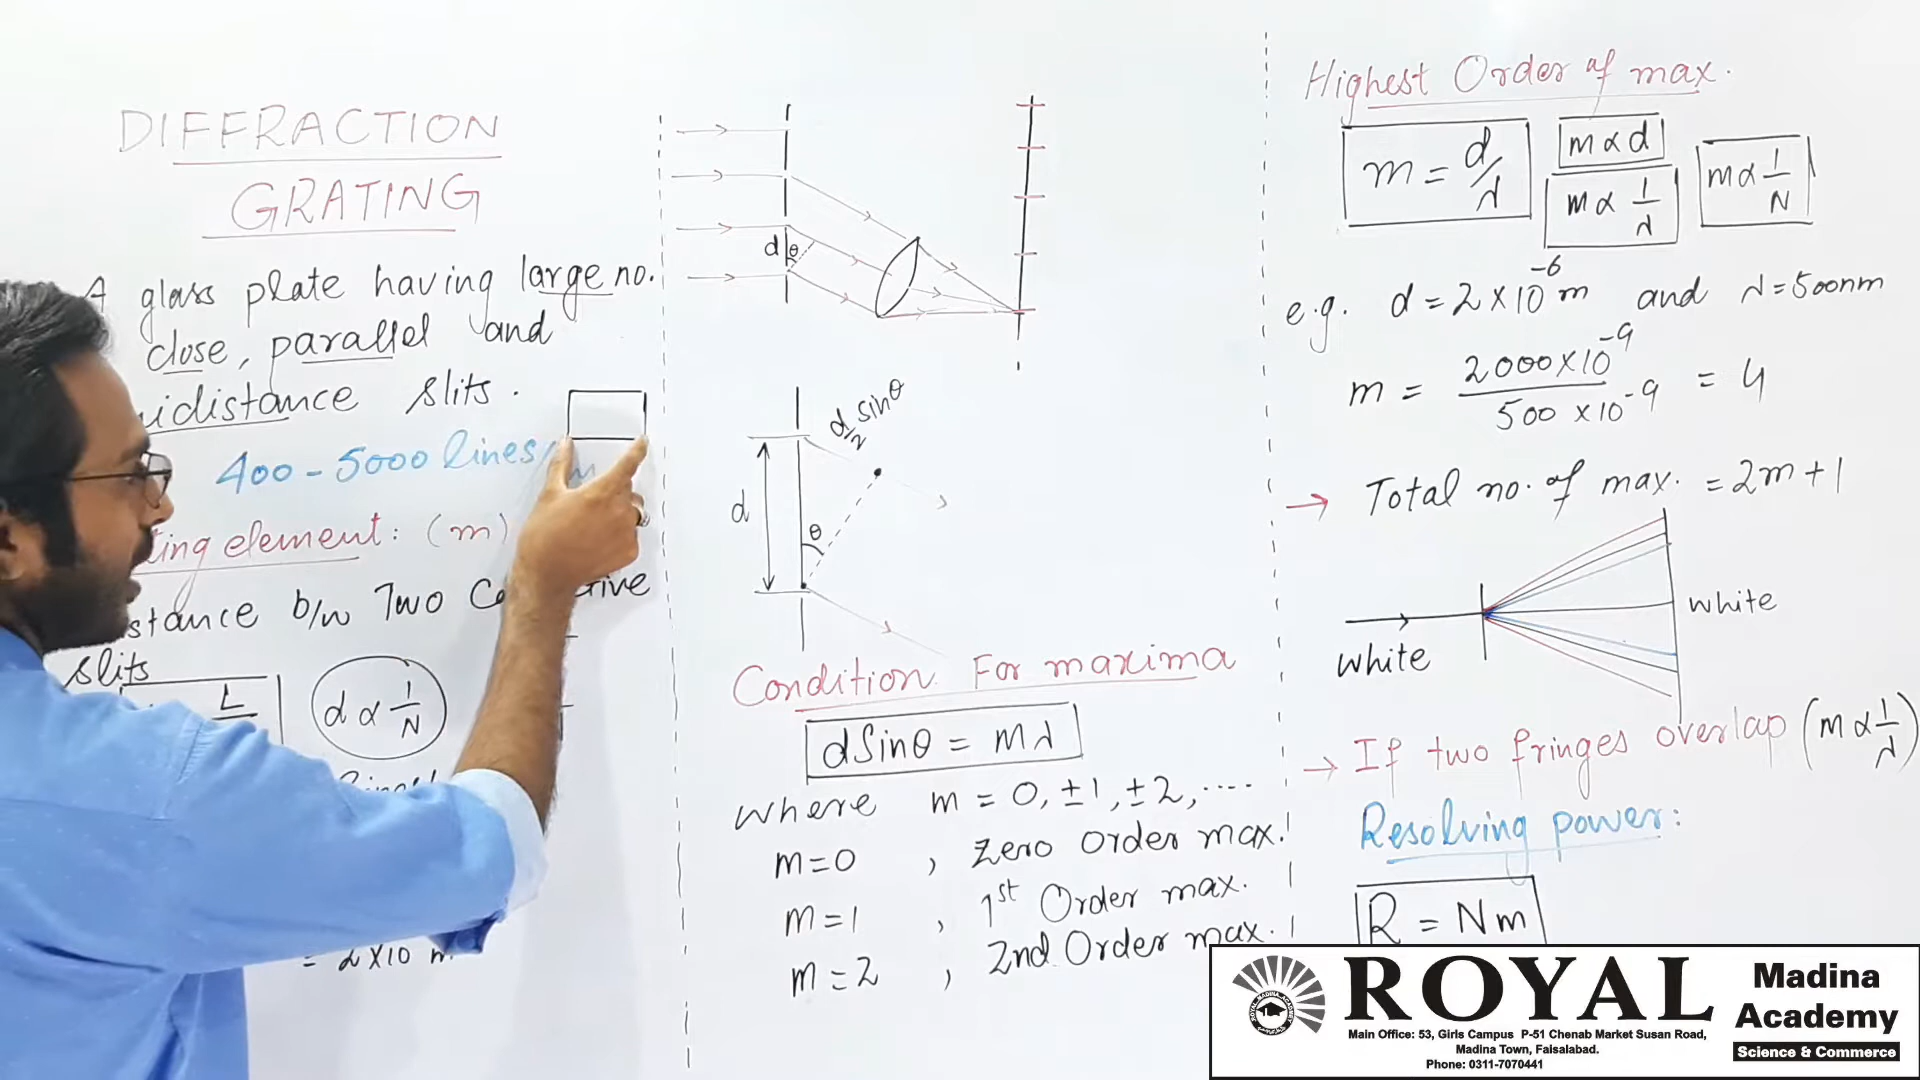 DIFFRACTION
GRATING
A glass plate having large no.
close, parallel and
uidistance slits.
400 - 5000 lines/
ting element: (m)
stance b/w Two
slits
L
d ∝ 1/N
= 2×10 m
d θ
d/2 sinθ
d
θ
Condition For maxima
dSinθ = mλ
where m = 0, ±1, ±2, ....
m=0 , Zero Order max.
m=1 , 1st Order max.
m=2 , 2nd Order max.
Highest Order of max.
m = d/λ
m ∝ d
m ∝ 1/λ
m ∝ 1/N
e.g. d = 2×10⁻⁶m and λ=500nm
m = 2000×10⁻⁹ / 500×10⁻⁹ = 4
→ Total no. of max. = 2m+1
white
white
→ If two fringes overlap (m ∝ 1/λ)
Resolving power:
R = Nm
ROYAL
Main Office: 53, Girls Campus P-51 Chenab Market Susan Road,
Madina Town, Faisalabad.
Phone: 0311-7070441
Madina
Academy
Science & Commerce